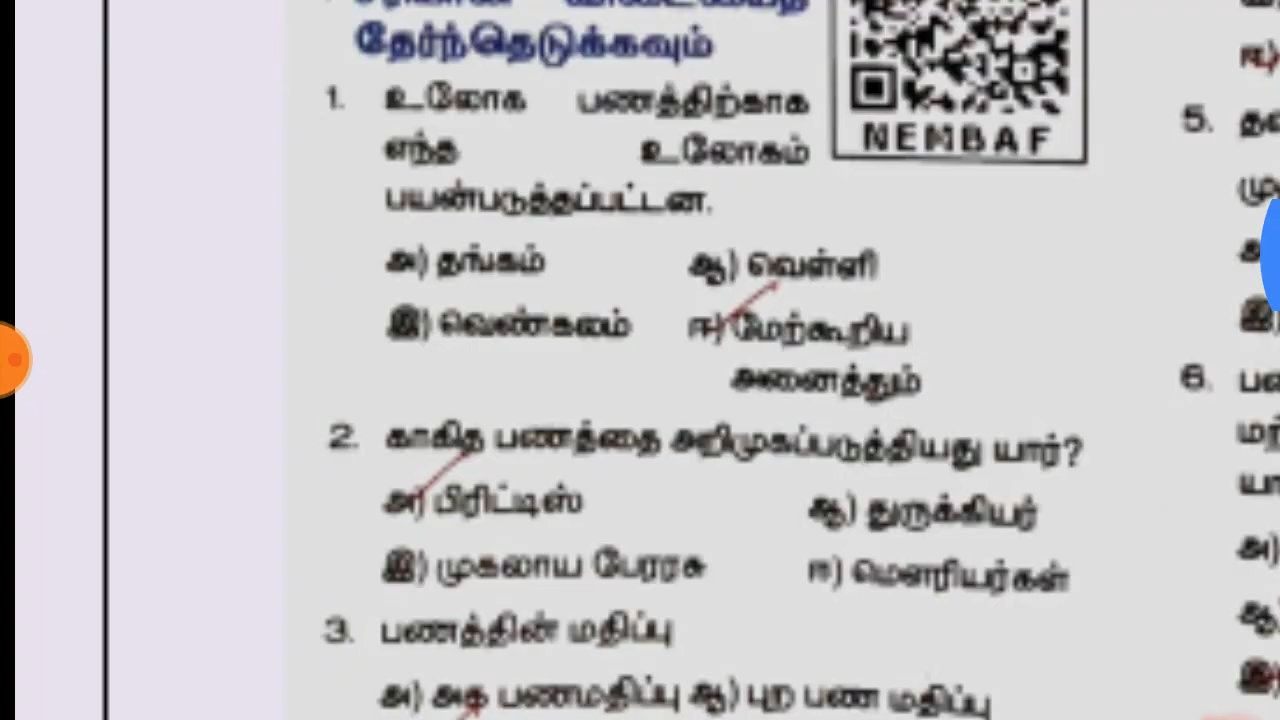 தேர்ந்தெடுக்கவும்
NEMBAF
1. உலோக பணத்திற்காக
எந்த உலோகம்
பயன்படுத்தப்பட்டன.
அ) தங்கம் ஆ) வெள்ளி
இ) வெண்கலம் ஈ) மேற்கூறிய
அனைத்தும்
2. காகித பணத்தை அறிமுகப்படுத்தியது யார்?
அ) பிரிட்டிஸ் ஆ) துருக்கியர்
இ) முகலாய பேரரசு ஈ) மௌரியர்கள்
3. பணத்தின் மதிப்பு
அ) அக பணமதிப்பு ஆ) புற பண மதிப்பு
5.
6.
அ)
ஆ)